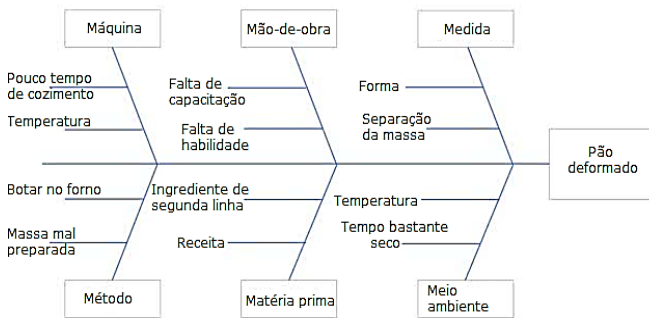 Máquina
Mão-de-obra
Medida
Pouco tempo
de cozimento
Temperatura
Falta de
capacitação
Falta de
habilidade
Forma
Separação
da massa
Pão
deformado
Botar no forno
Massa mal
preparada
Ingrediente de
segunda linha
Receita
Temperatura
Tempo bastante
seco
Método
Matéria prima
Meio
ambiente